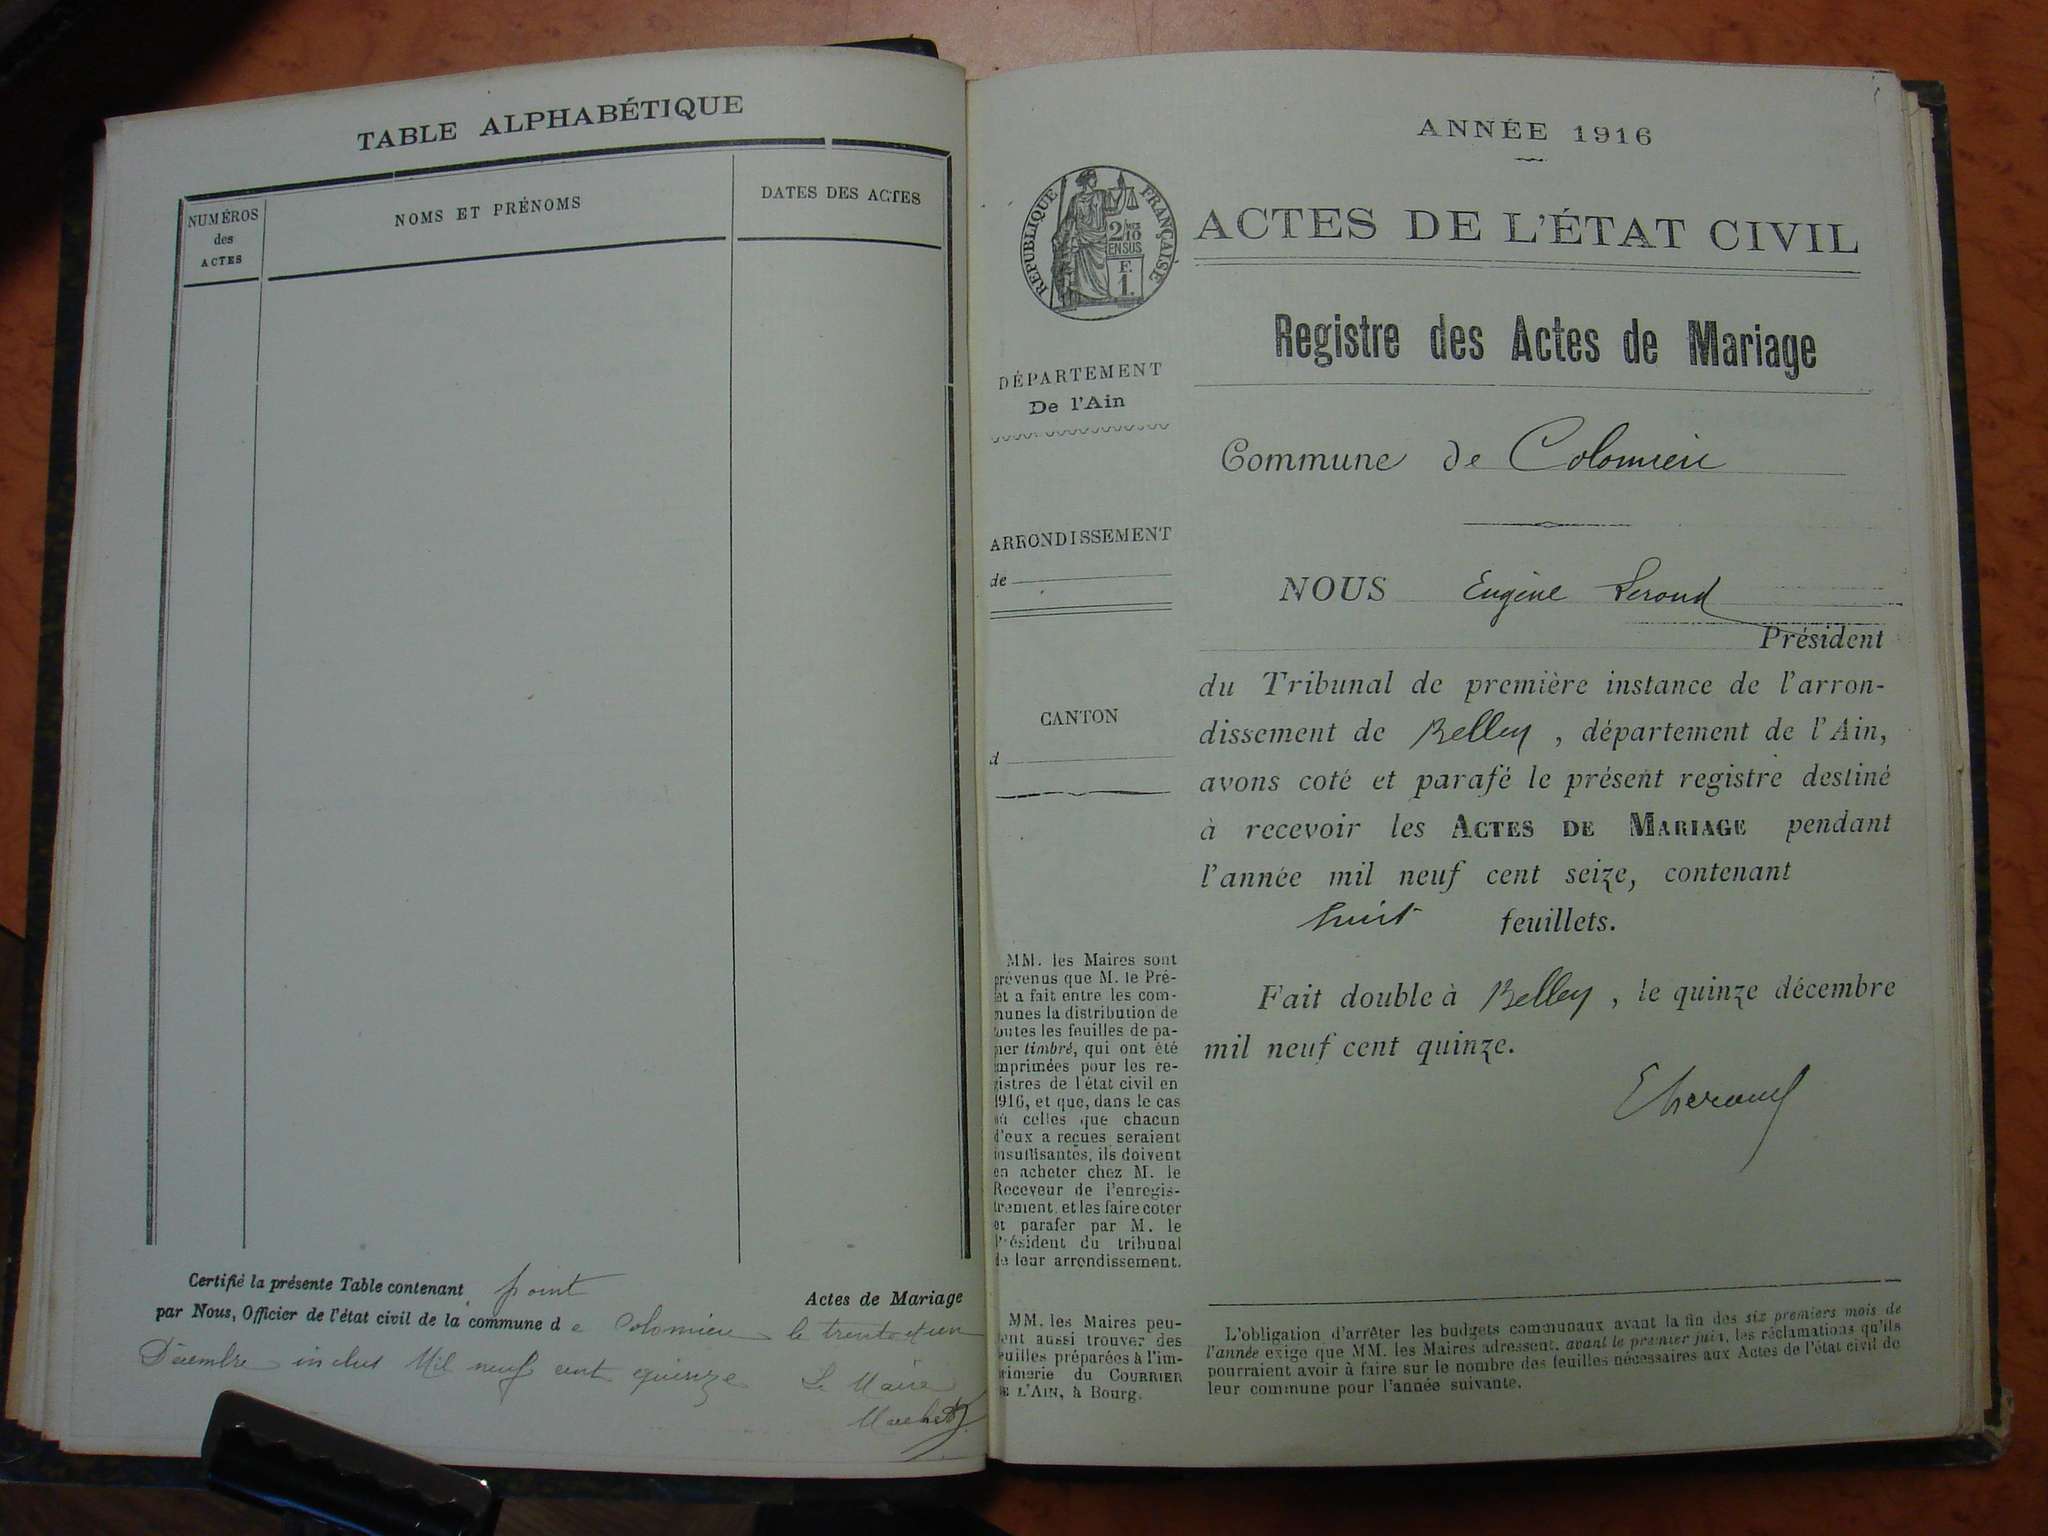 TABLE ALPHABÉTIQUE
NUMÉROS
des
ACTES
NOMS ET PRÉNOMS
DATES DES ACTES
Certifié la présente Table contenant point Actes de Mariage
par Nous, Officier de l'état civil de la commune de Colomieu le trente et un
Décembre inclus Mil neuf cent quinze Le Maire
ANNÉE 1916
RÉPUBLIQUE FRANÇAISE
2/10
EN SUS
F.
1.
ACTES DE L'ÉTAT CIVIL
Registre des Actes de Mariage
DÉPARTEMENT
De l'Ain
Commune de Colomieu
ARRONDISSEMENT
de
CANTON
d
NOUS Eugène
Président
du Tribunal de première instance de l'arron-
dissement de Belley, département de l'Ain,
avons coté et parafé le présent registre destiné
à recevoir les ACTES DE MARIAGE pendant
l'année mil neuf cent seize, contenant
huit feuillets.
Fait double à Belley, le quinze décembre
mil neuf cent quinze.
MM. les Maires sont
prévenus que M. le Pré-
et a fait entre les com-
munes la distribution de
toutes les feuilles de pa-
pier timbré, qui ont été
imprimées pour les re-
gistres de l'état civil en
1916, et que, dans le cas
où celles que chacun
d'eux a reçues seraient
insuffisantes, ils doivent
en acheter chez M. le
Receveur de l'enregis-
trement, et les faire coter
et parafer par M. le
Président du tribunal
de leur arrondissement.
MM. les Maires peu-
ent aussi trouver des
feuilles préparées à l'im-
primerie du COURRIER
DE L'AIN, à Bourg.
L'obligation d'arrêter les budgets communaux avant la fin des six premiers mois de
l'année exige que MM. les Maires adressent, avant le premier juin, les réclamations qu'ils
pourraient avoir à faire sur le nombre des feuilles nécessaires aux Actes de l'état civil de
leur commune pour l'année suivante.